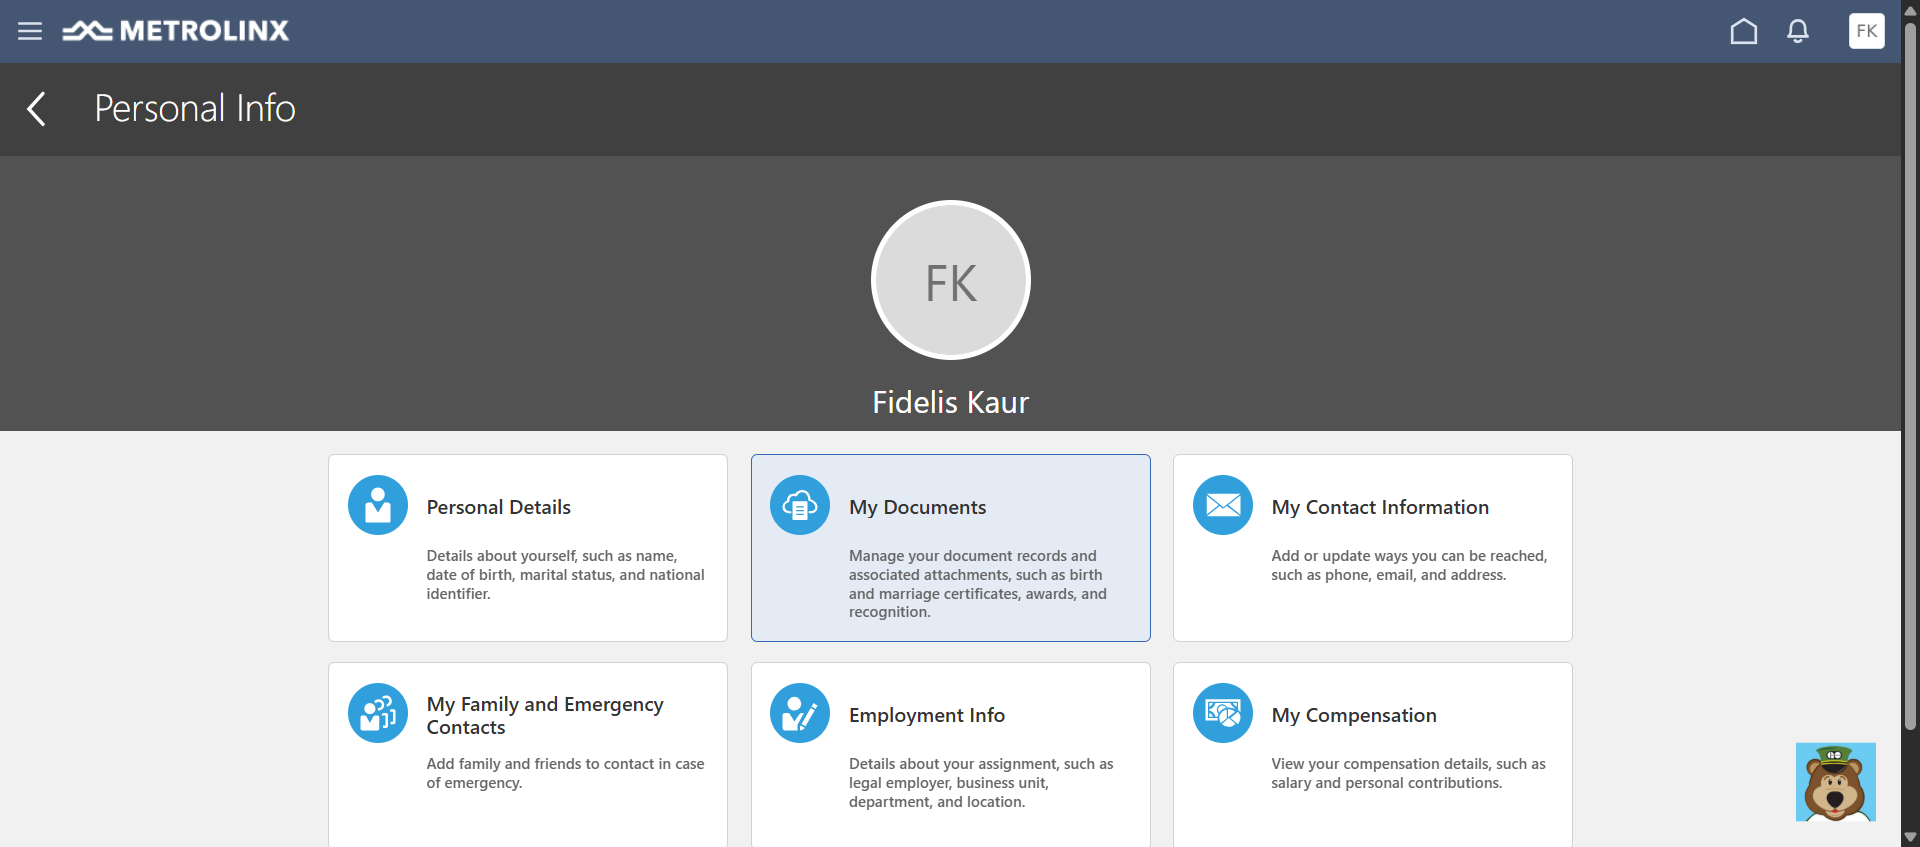 METROLINX
FK
Personal Info
FK
Fidelis Kaur
Personal Details
Details about yourself, such as name,
date of birth, marital status, and national
identifier.
My Documents
Manage your document records and
associated attachments, such as birth
and marriage certificates, awards, and
recognition.
My Contact Information
Add or update ways you can be reached,
such as phone, email, and address.
My Family and Emergency
Contacts
Add family and friends to contact in case
of emergency.
Employment Info
Details about your assignment, such as
legal employer, business unit,
department, and location.
My Compensation
View your compensation details, such as
salary and personal contributions.